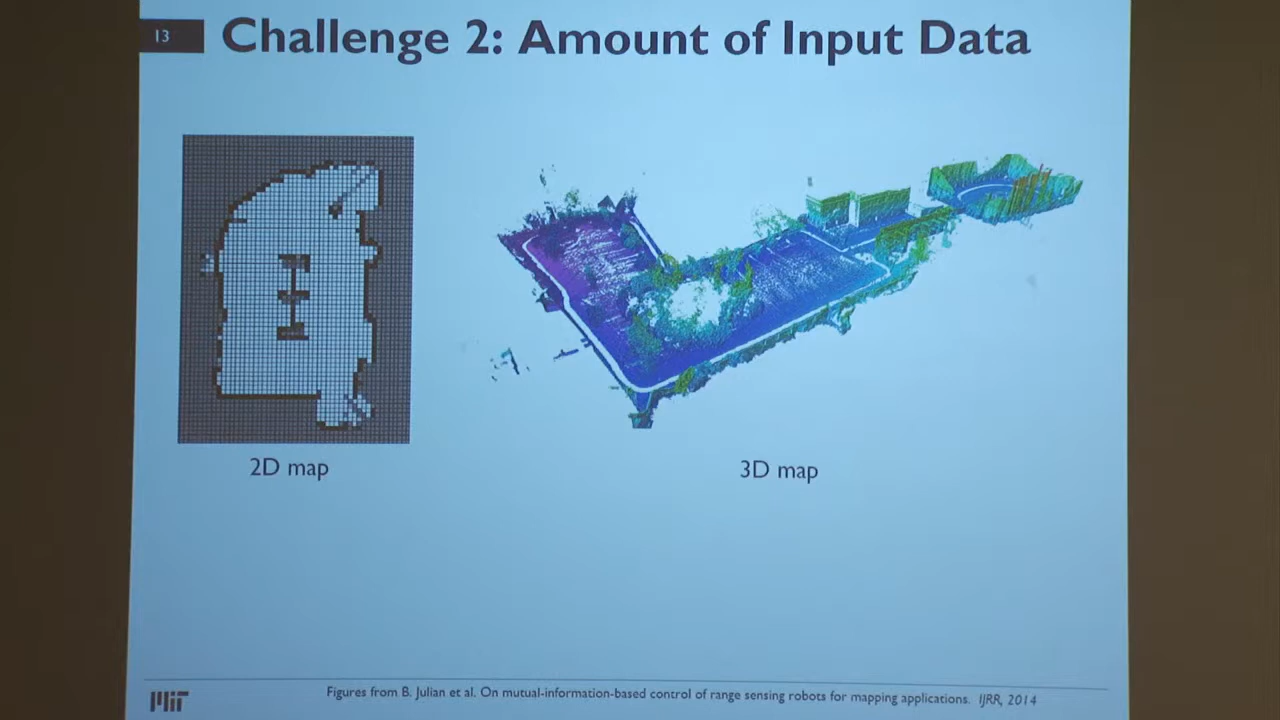 13
Challenge 2: Amount of Input Data
2D map
3D map
MIT
Figures from B. Julian et al. On mutual-information-based control of range sensing robots for mapping applications. IJRR, 2014